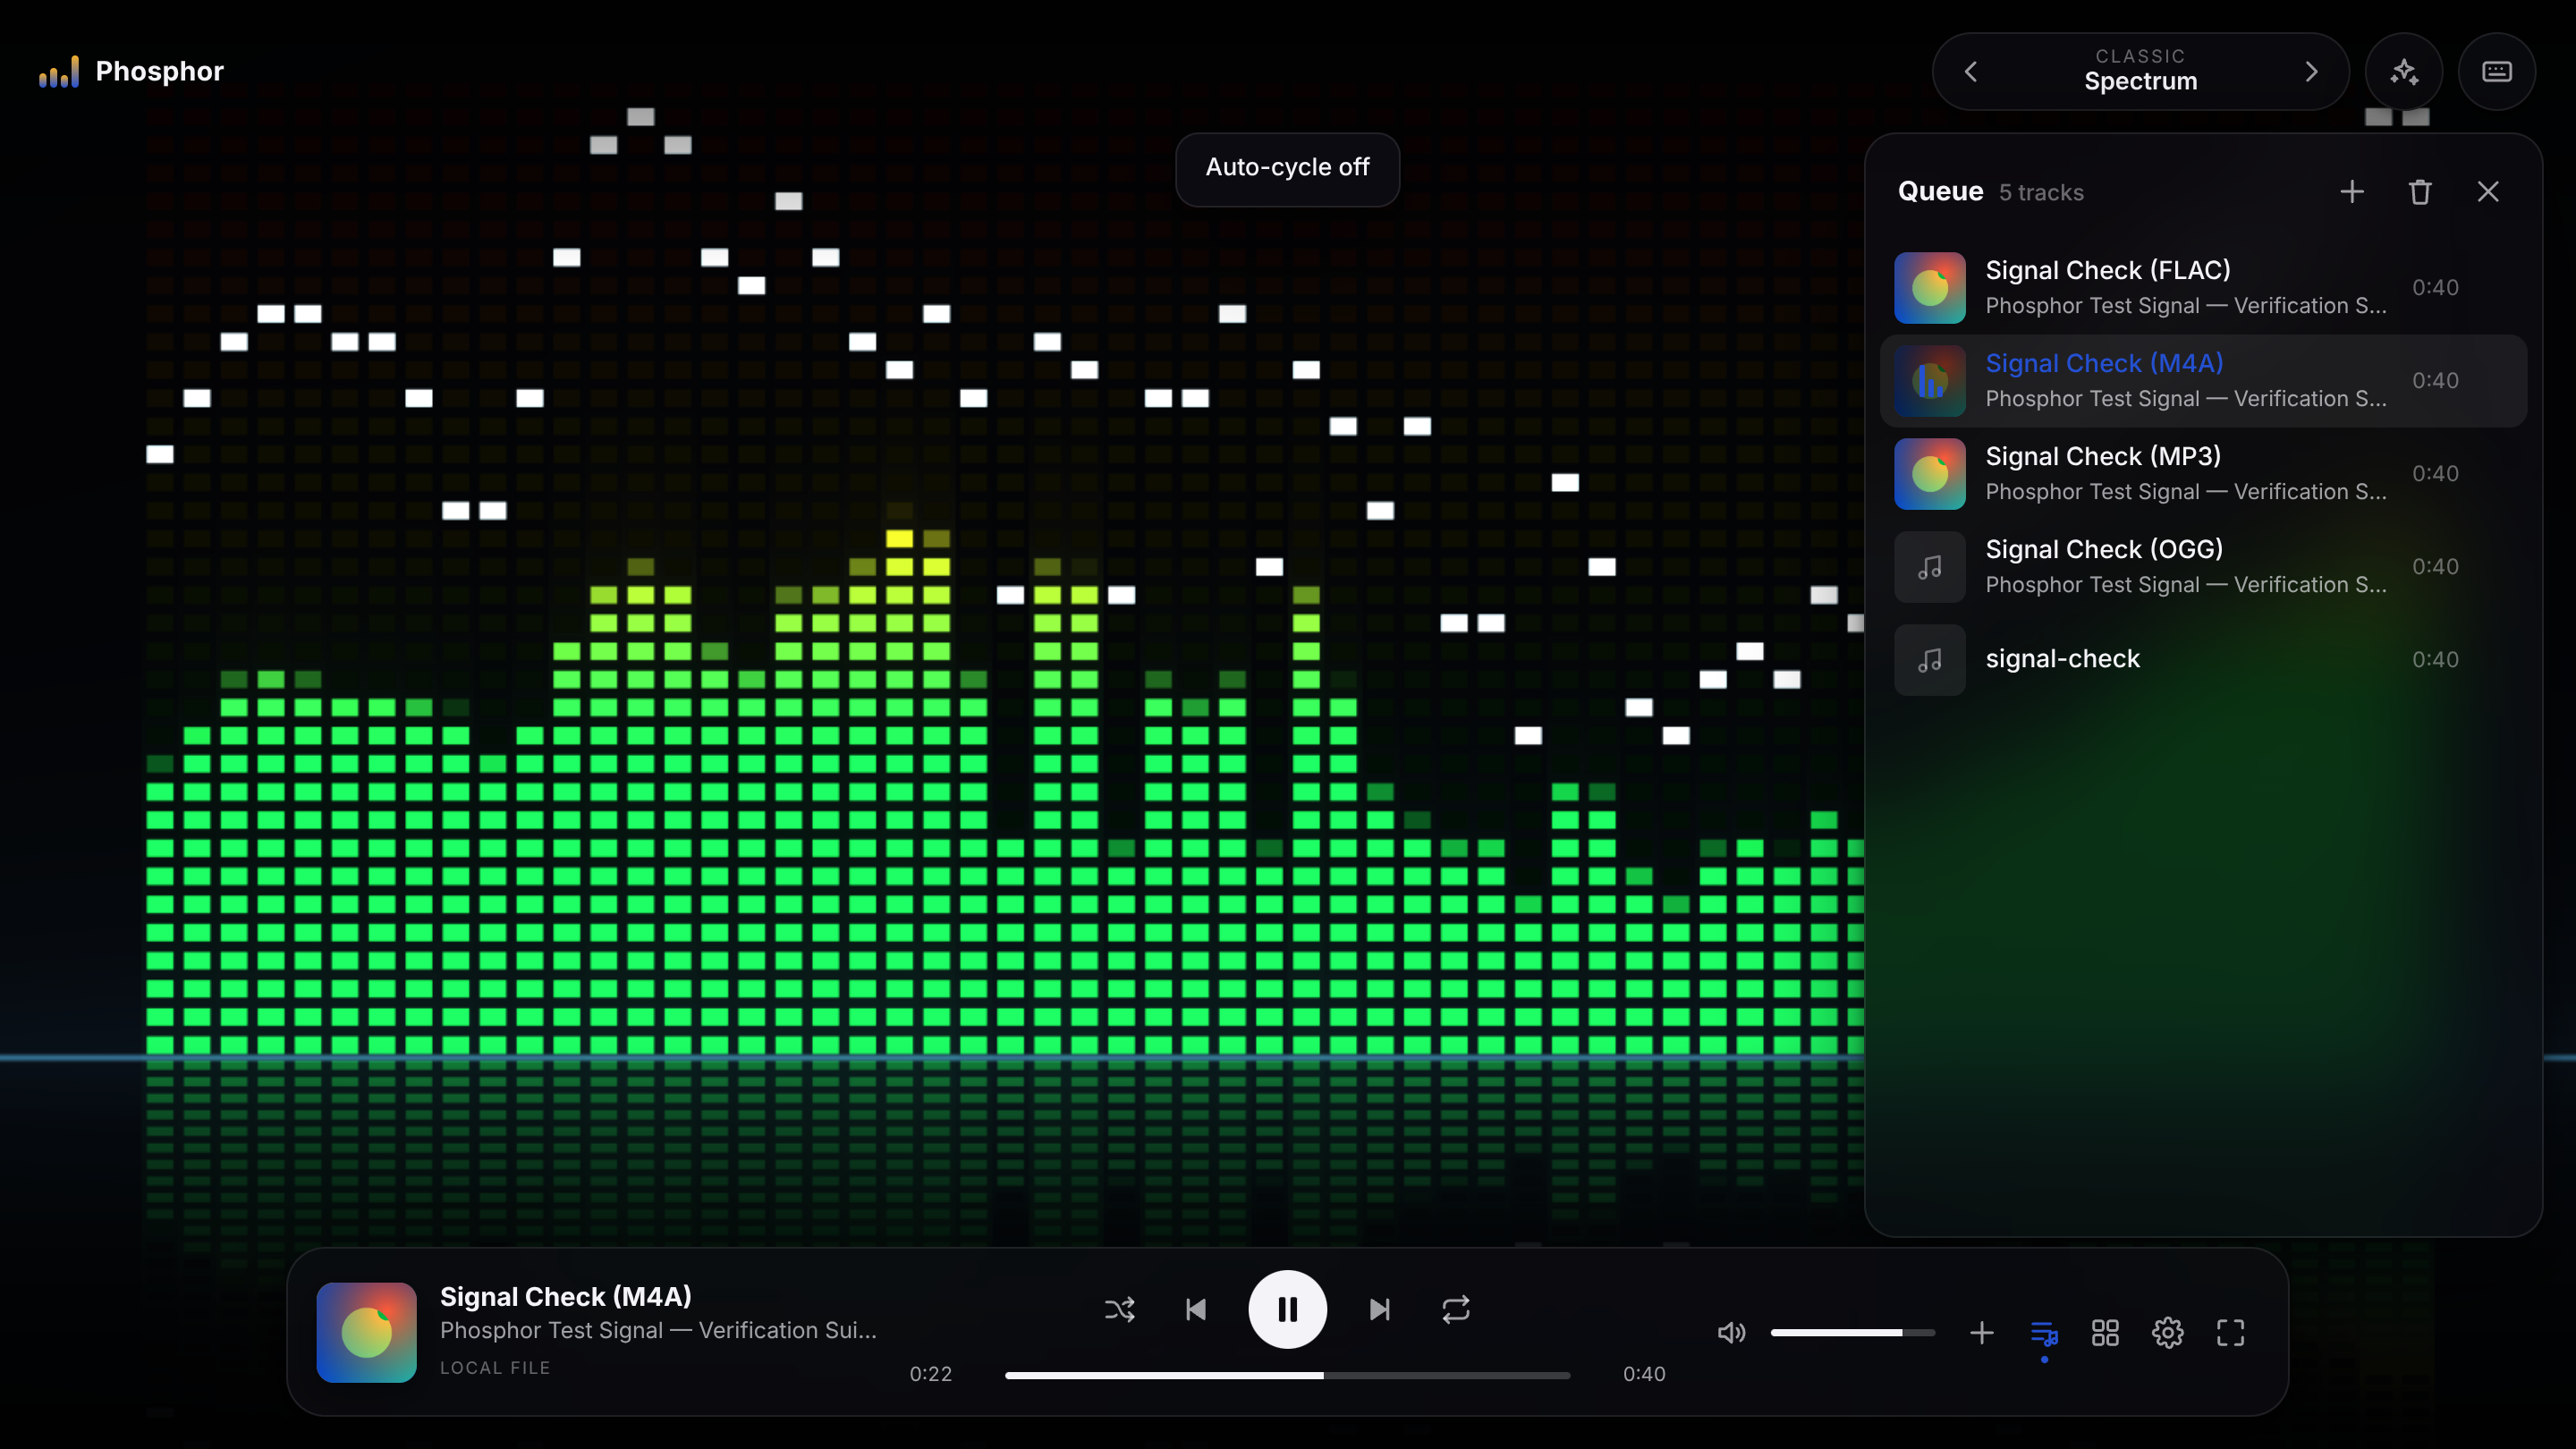 Phosphor
CLASSIC
Spectrum
Auto-cycle off
Queue 5 tracks
Signal Check (FLAC)
Phosphor Test Signal — Verification S...
0:40
Signal Check (M4A)
Phosphor Test Signal — Verification S...
0:40
Signal Check (MP3)
Phosphor Test Signal — Verification S...
0:40
Signal Check (OGG)
Phosphor Test Signal — Verification S...
0:40
signal-check
0:40
Signal Check (M4A)
Phosphor Test Signal — Verification Sui...
LOCAL FILE
0:22
0:40